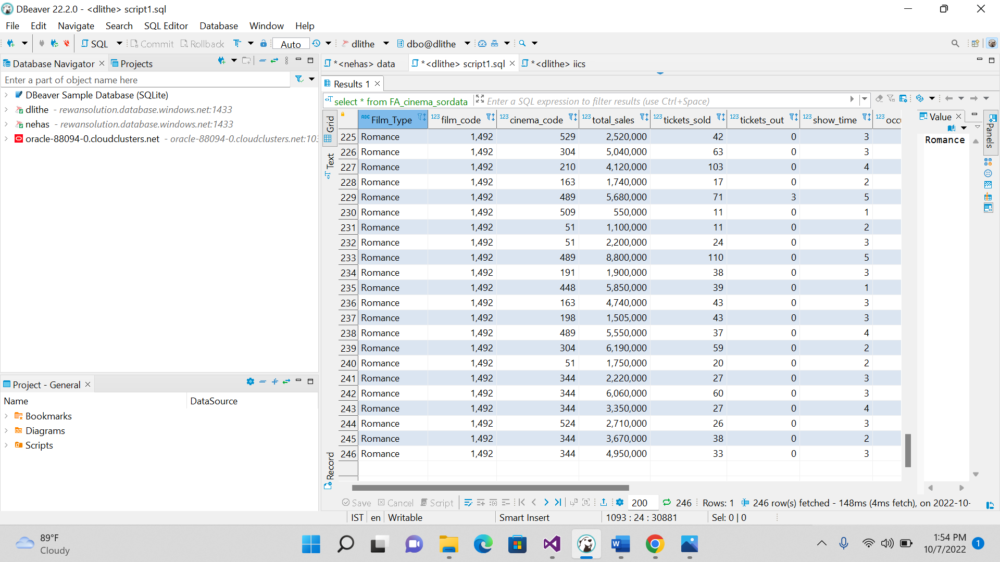 DBeaver 22.2.0 - <dlithe> script1.sql
File Edit Navigate Search SQL Editor Database Window Help
SQL Commit Rollback Auto dlithe dbo@dlithe
Database Navigator Projects
*<nehas> data *<dlithe> script1.sql *<dlithe> iics
Enter a part of object name here
DBeaver Sample Database (SQLite)
dlithe - rewansolution.database.windows.net:1433
nehas - rewansolution.database.windows.net:1433
oracle-88094-0.cloudclusters.net - oracle-88094-0.cloudclusters.net:103
Project - General
Name DataSource
Bookmarks
Diagrams
Scripts
Results 1
select * from FA_cinema_sordata Enter a SQL expression to filter results (use Ctrl+Space)
Grid
Text
Record
ABC Film_Type 123 film_code 123 cinema_code 123 total_sales 123 tickets_sold 123 tickets_out 123 show_time 123 occu
225 Romance 1,492 529 2,520,000 42 0 3
226 Romance 1,492 304 5,040,000 63 0 3
227 Romance 1,492 210 4,120,000 103 0 4
228 Romance 1,492 163 1,740,000 17 0 2
229 Romance 1,492 489 5,680,000 71 3 5
230 Romance 1,492 509 550,000 11 0 1
231 Romance 1,492 51 1,100,000 11 0 2
232 Romance 1,492 51 2,200,000 24 0 3
233 Romance 1,492 489 8,800,000 110 0 5
234 Romance 1,492 191 1,900,000 38 0 3
235 Romance 1,492 448 5,850,000 39 0 1
236 Romance 1,492 163 4,740,000 43 0 3
237 Romance 1,492 198 1,505,000 43 0 3
238 Romance 1,492 489 5,550,000 37 0 4
239 Romance 1,492 304 6,190,000 59 0 2
240 Romance 1,492 51 1,750,000 20 0 2
241 Romance 1,492 344 2,220,000 27 0 3
242 Romance 1,492 344 6,060,000 60 0 3
243 Romance 1,492 344 3,350,000 27 0 4
244 Romance 1,492 524 2,710,000 26 0 3
245 Romance 1,492 344 3,670,000 38 0 2
246 Romance 1,492 344 4,950,000 33 0 3
Value
Romance
Panels
Save Cancel Script 200 246 Rows: 1 246 row(s) fetched - 148ms (4ms fetch), on 2022-10-
IST en Writable Smart Insert 1093 : 24 : 30881 Sel: 0 | 0
89°F
Cloudy
1:54 PM
10/7/2022
1